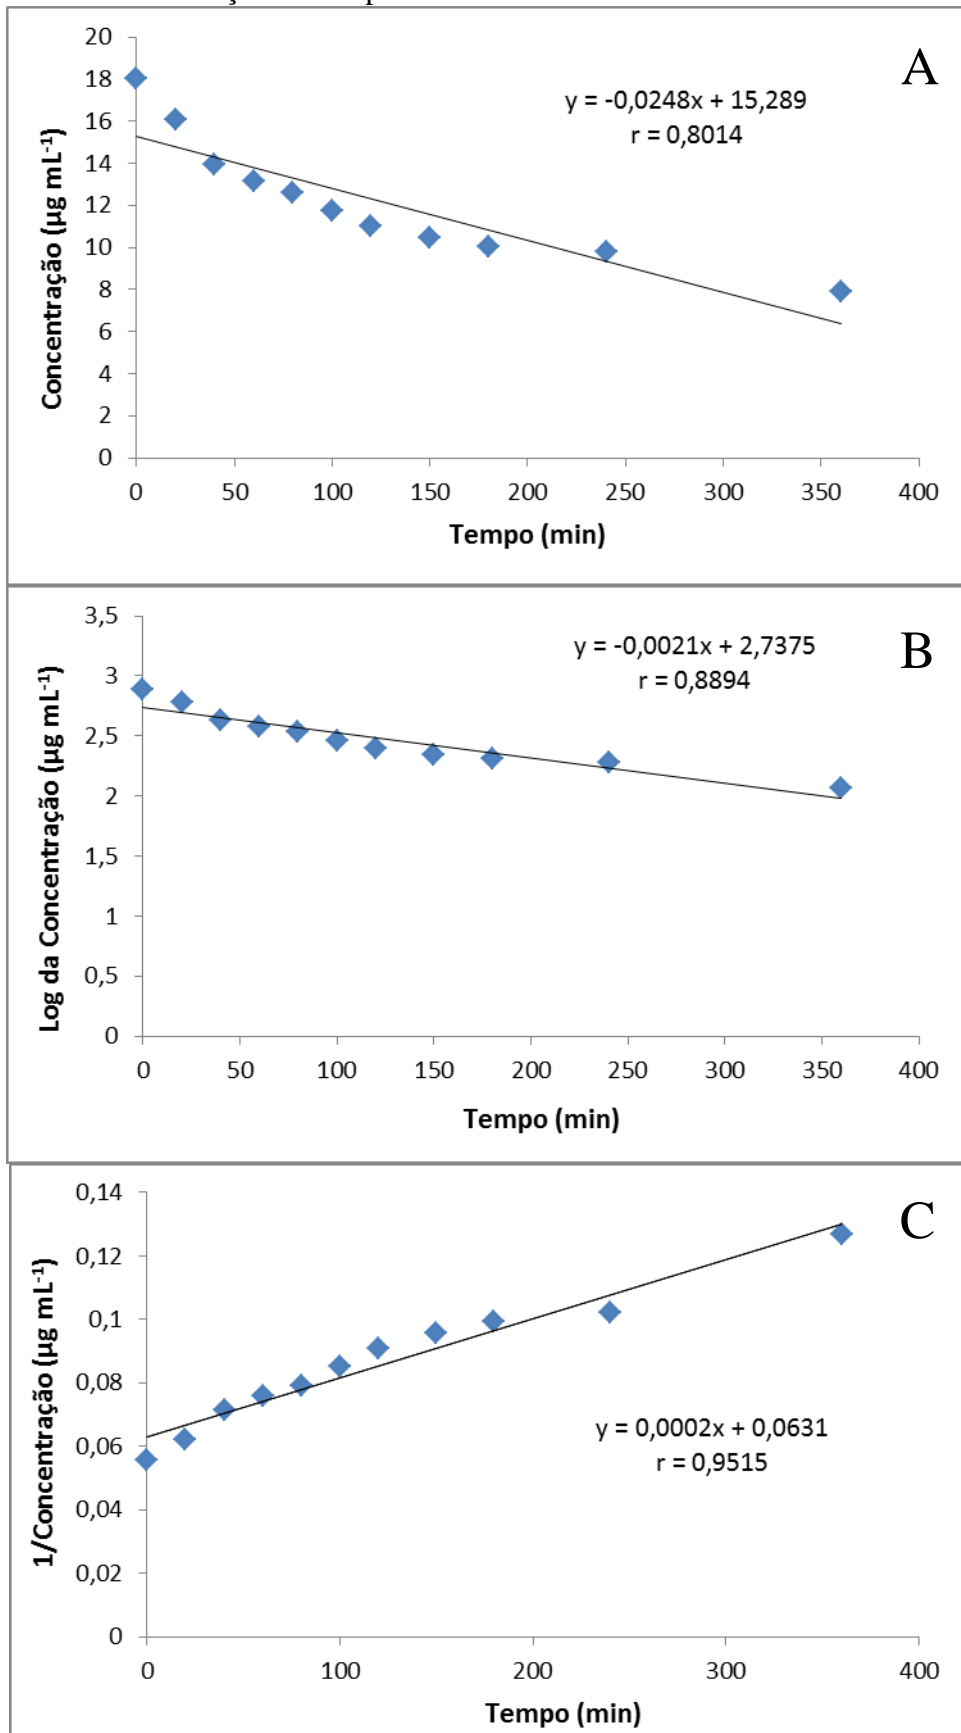 20
18
16
14
12
10
8
6
4
2
0
Concentração (µg mL⁻¹)
A
y = -0,0248x + 15,289
r = 0,8014
0 50 100 150 200 250 300 350 400
Tempo (min)
3,5
3
2,5
2
1,5
1
0,5
0
Log da Concentração (µg mL⁻¹)
B
y = -0,0021x + 2,7375
r = 0,8894
0 50 100 150 200 250 300 350 400
Tempo (min)
0,14
0,12
0,1
0,08
0,06
0,04
0,02
0
1/Concentração (µg mL⁻¹)
C
y = 0,0002x + 0,0631
r = 0,9515
0 100 200 300 400
Tempo (min)